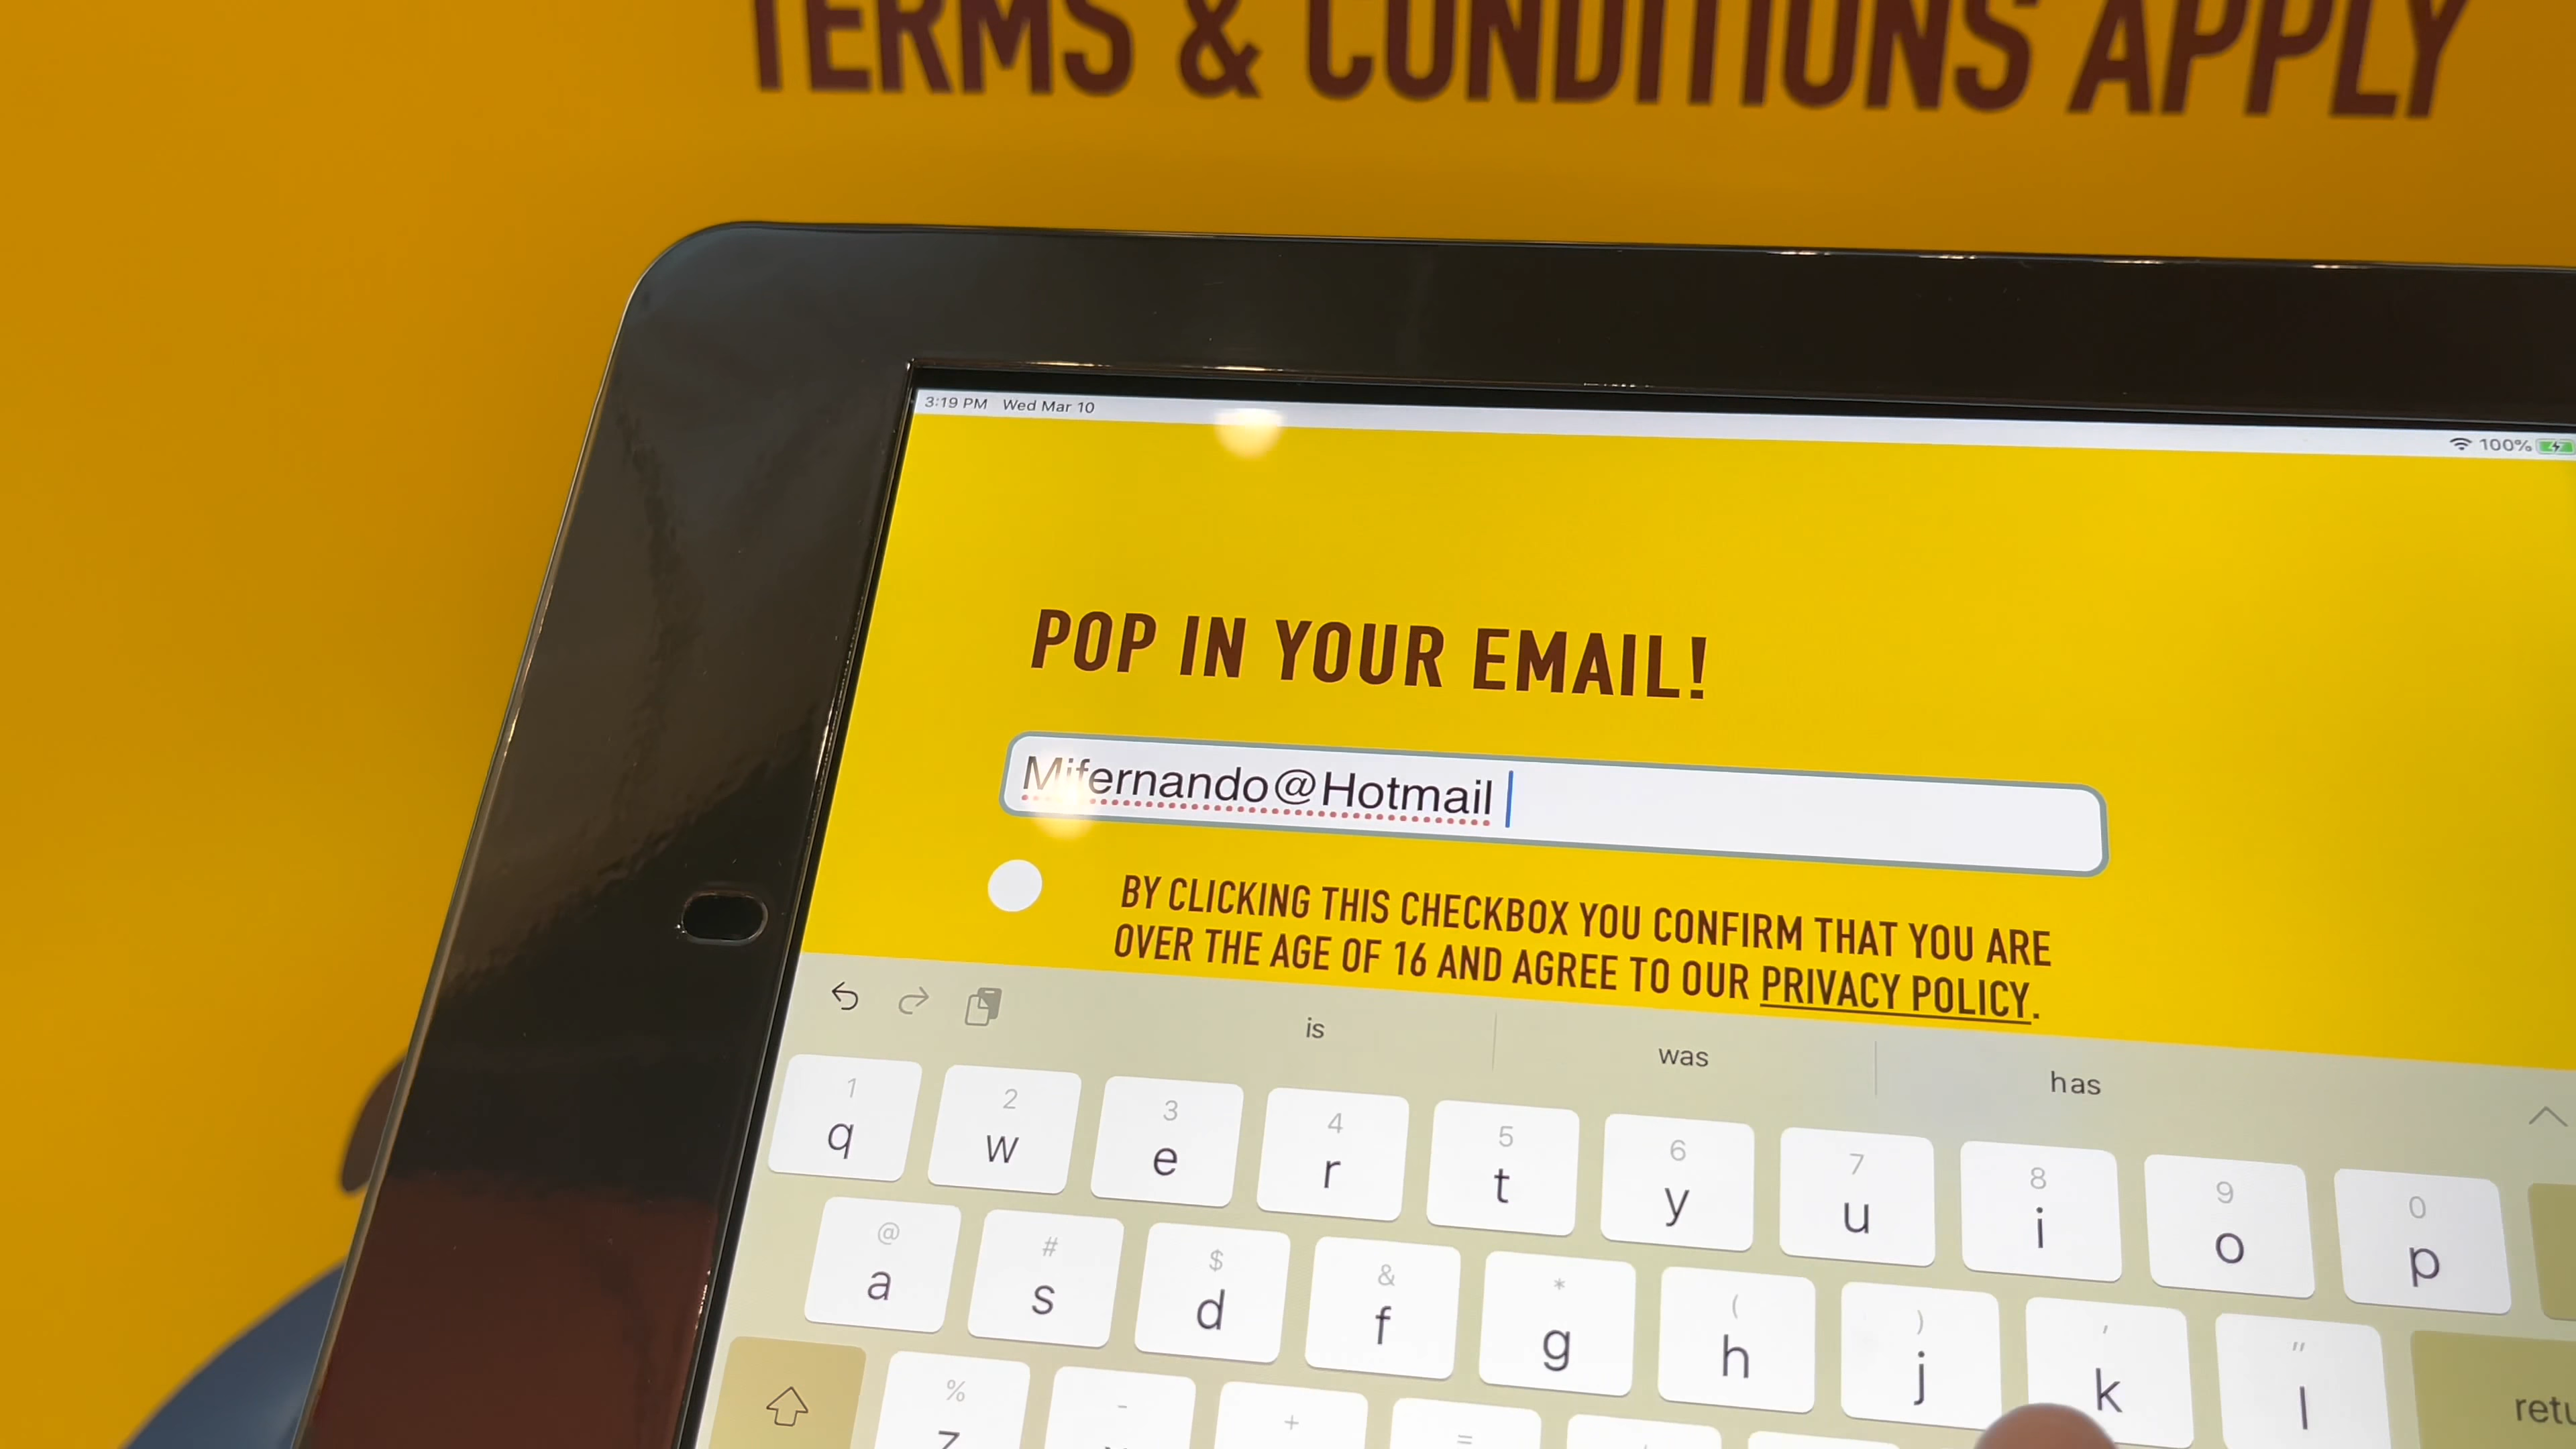 TERMS & CONDITIONS APPLY
3:19 PM Wed Mar 10
100%
POP IN YOUR EMAIL!
Mifernando@Hotmail
BY CLICKING THIS CHECKBOX YOU CONFIRM THAT YOU ARE
OVER THE AGE OF 16 AND AGREE TO OUR PRIVACY POLICY.
is was has
1 2 3 4 5 6 7 8 9 0
q w e r t y u i o p
@ # $ & * ( ) ' "
a s d f g h j k l
% - + =
z